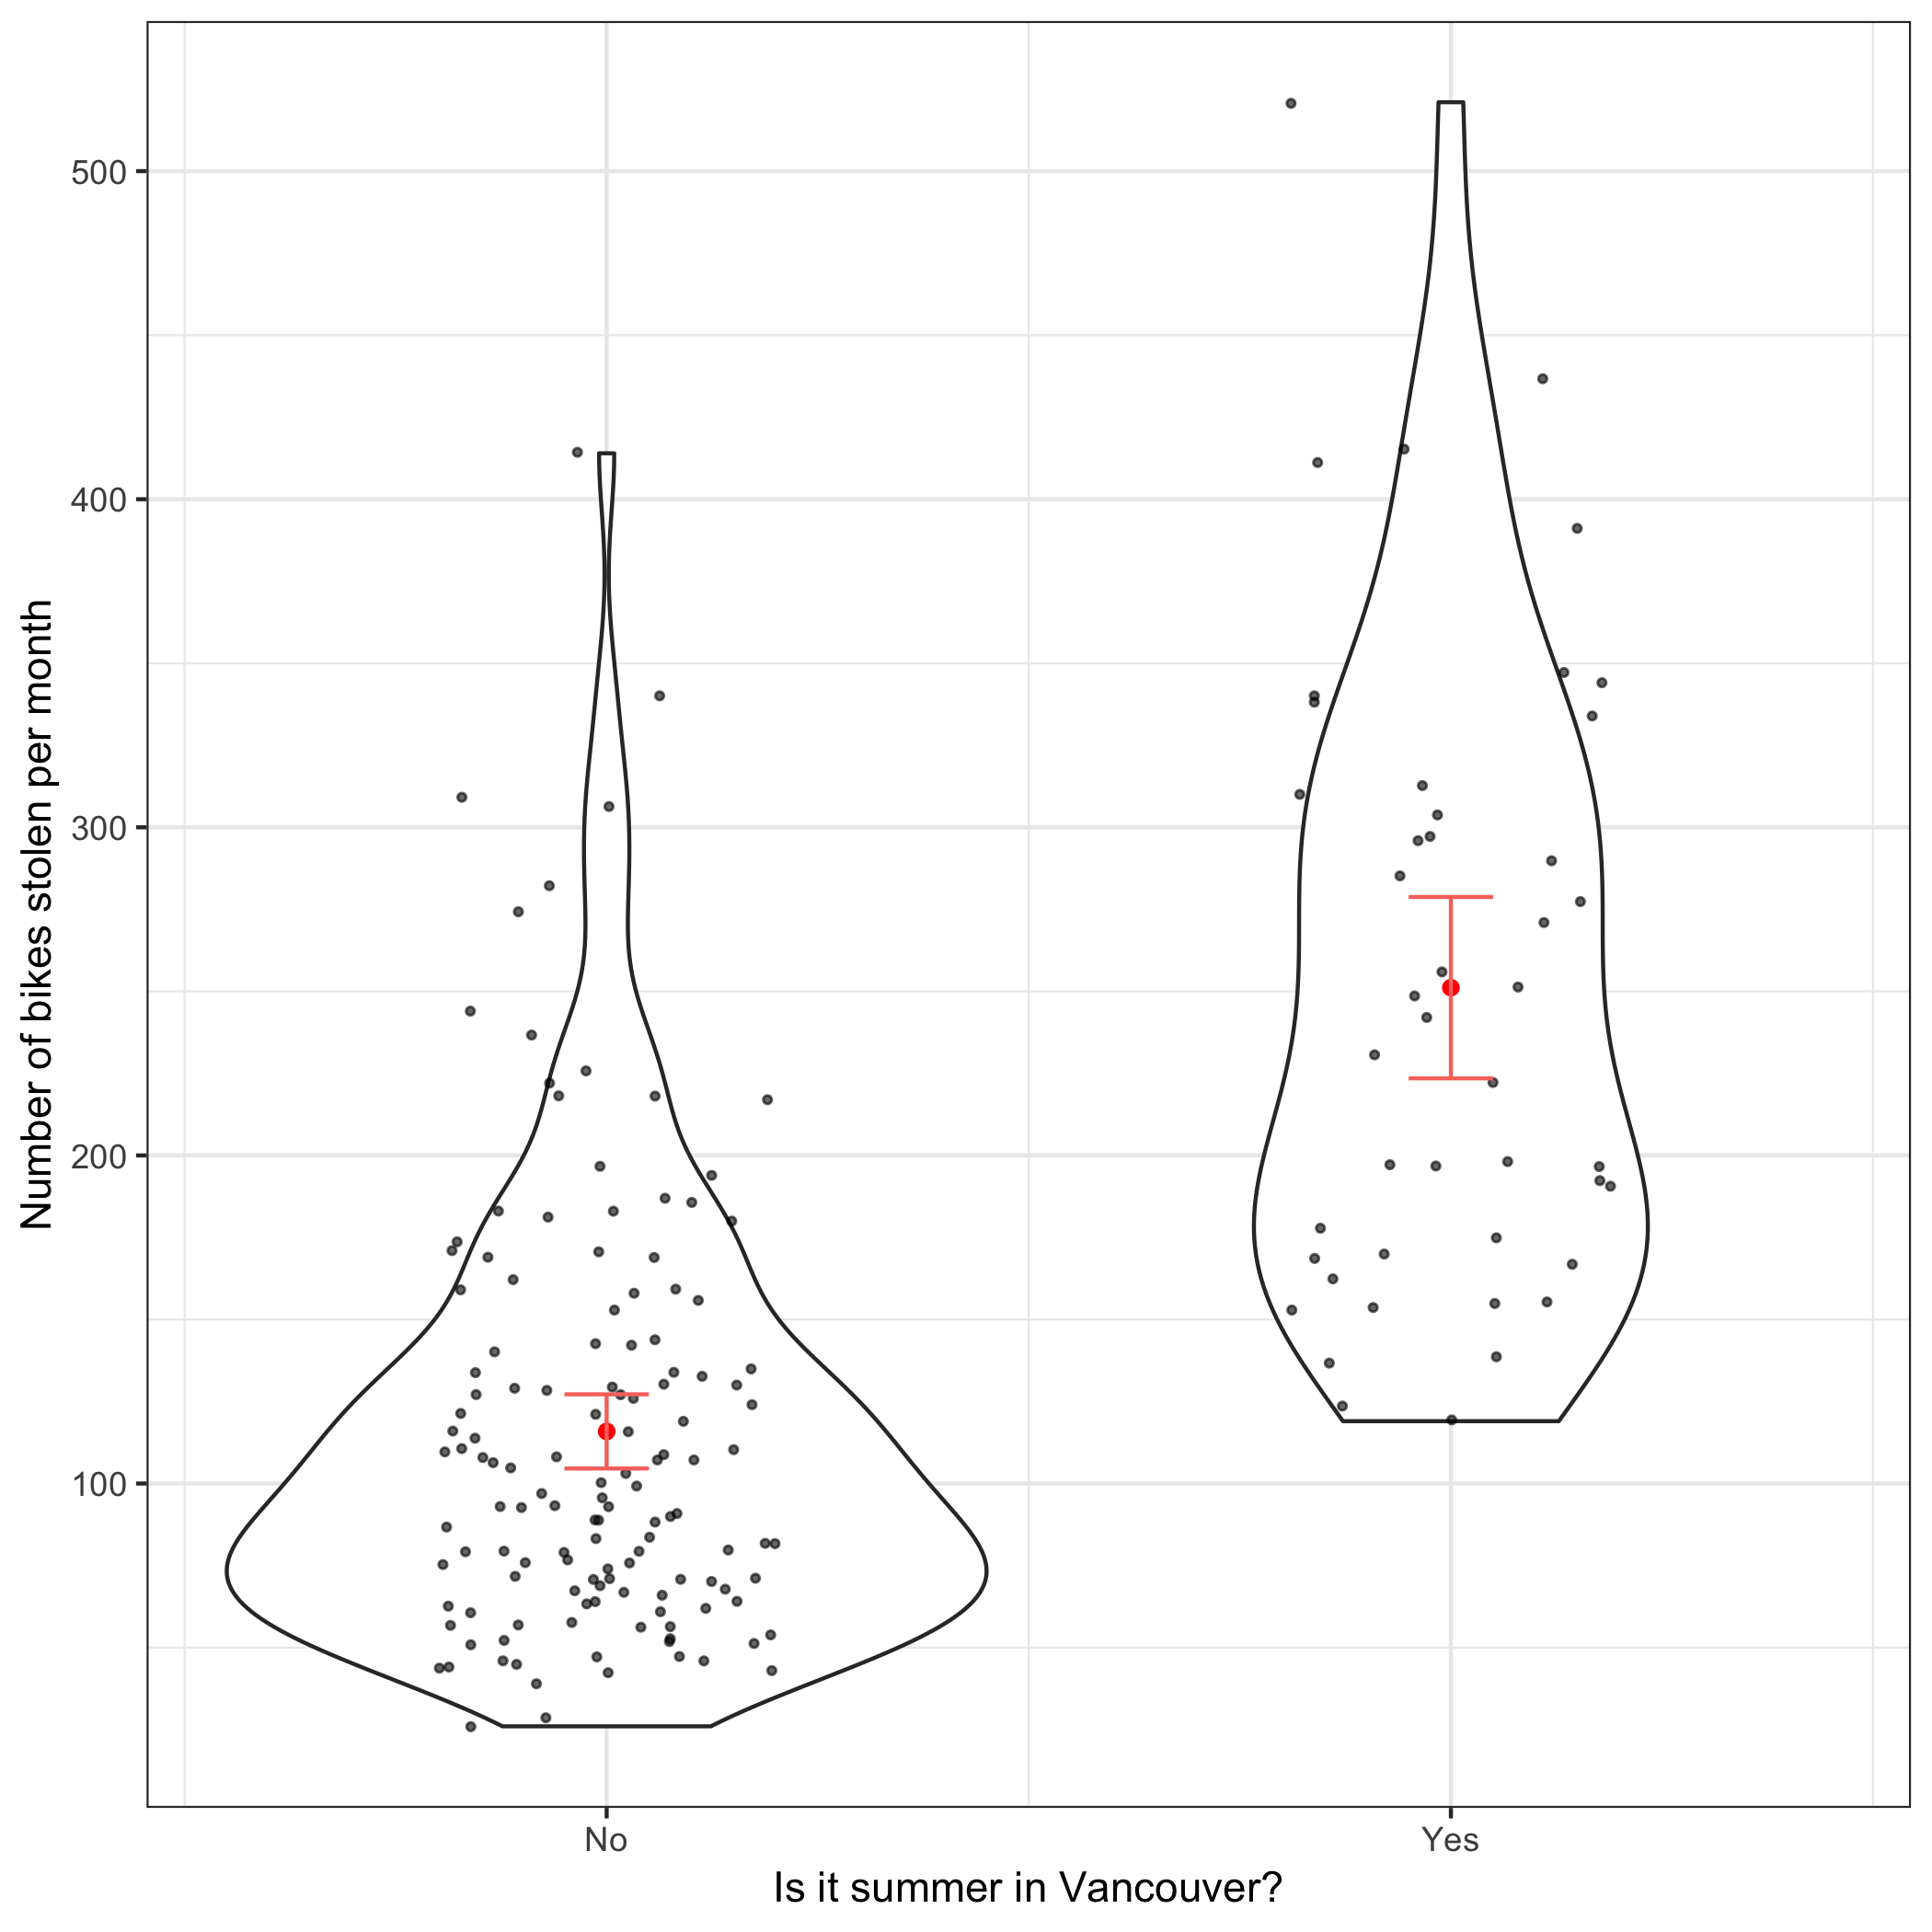 Number of bikes stolen per month
500
400
300
200
100
No
Yes
Is it summer in Vancouver?